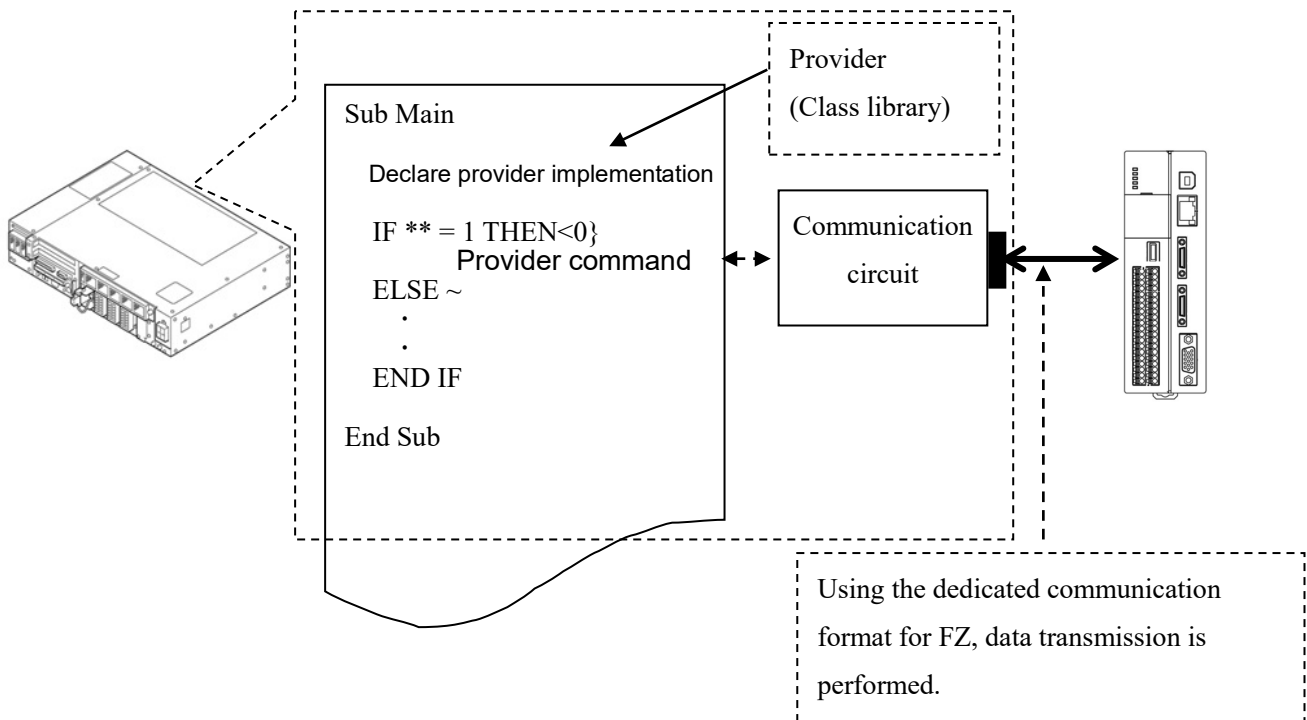 Provider
(Class library)
Sub Main
Declare provider implementation
IF ** = 1 THEN<0}
Provider command
ELSE ~
.
.
END IF
End Sub
Communication
circuit
Using the dedicated communication
format for FZ, data transmission is
performed.